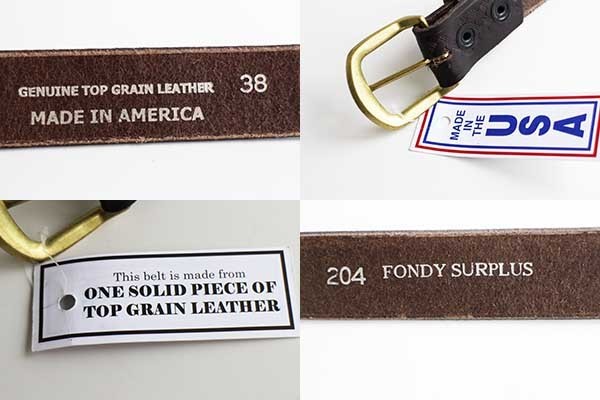 GENUINE TOP GRAIN LEATHER 38
MADE IN AMERICA
MADE
IN
THE
USA
This belt is made from
ONE SOLID PIECE OF
TOP GRAIN LEATHER
204 FONDY SURPLUS